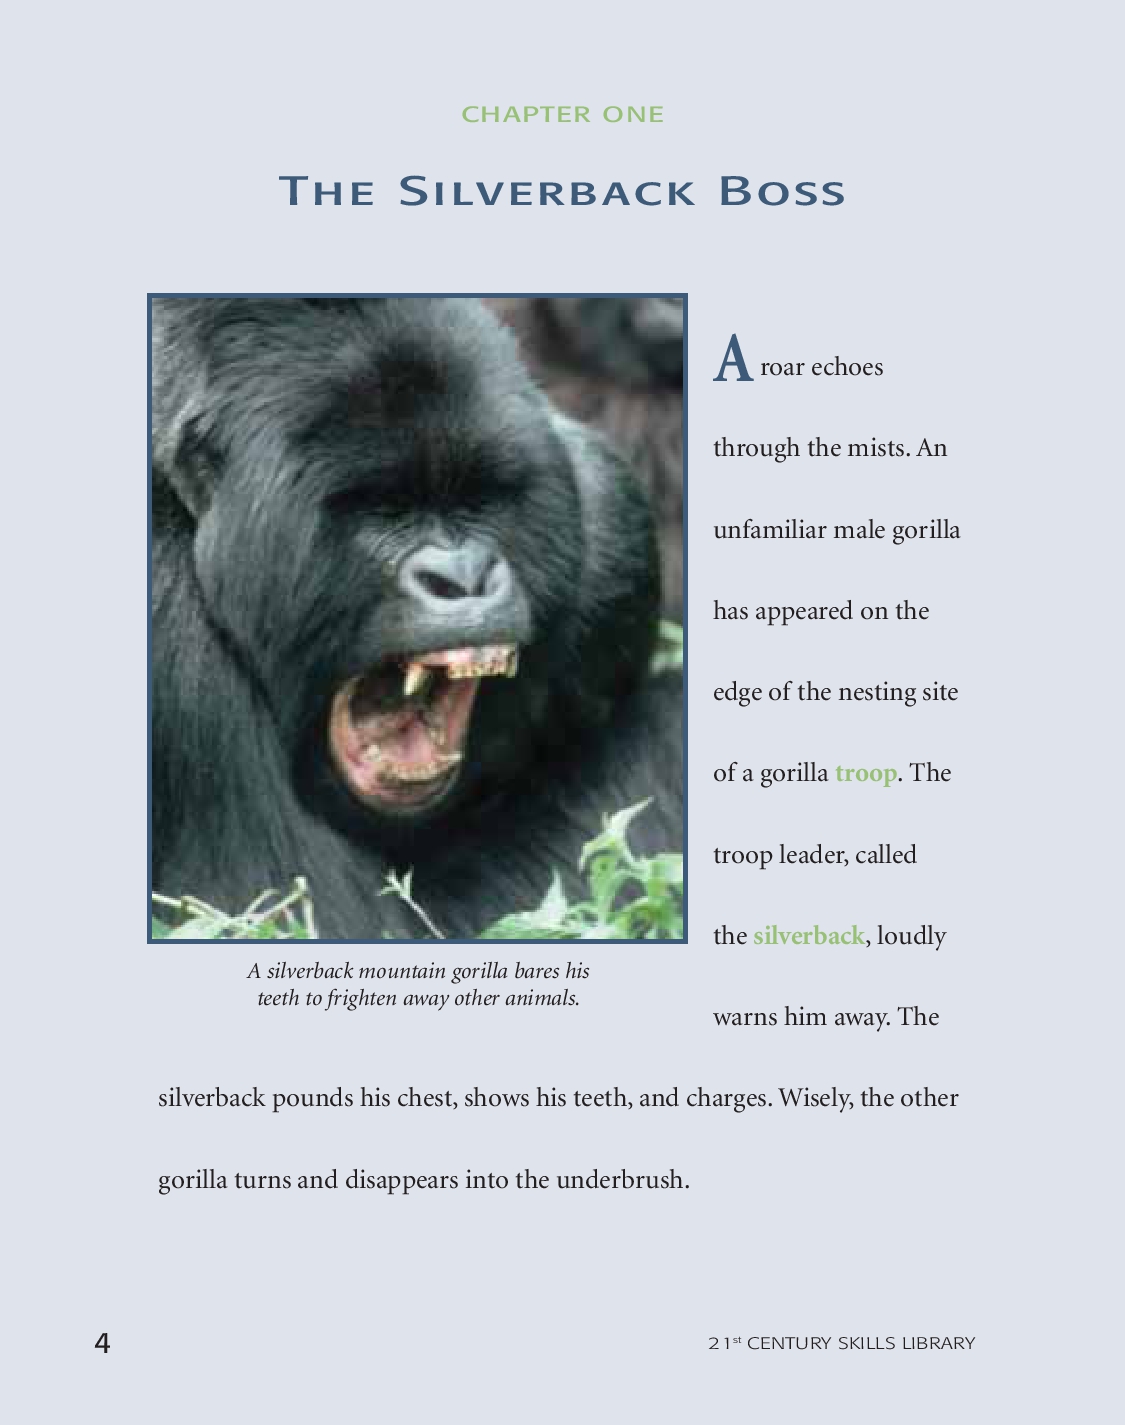 CHAPTER ONE
THE SILVERBACK BOSS
A roar echoes
through the mists. An
unfamiliar male gorilla
has appeared on the
edge of the nesting site
of a gorilla troop. The
troop leader, called
the silverback, loudly
warns him away. The
silverback pounds his chest, shows his teeth, and charges. Wisely, the other
gorilla turns and disappears into the underbrush.
A silverback mountain gorilla bares his
teeth to frighten away other animals.
4
21st CENTURY SKILLS LIBRARY